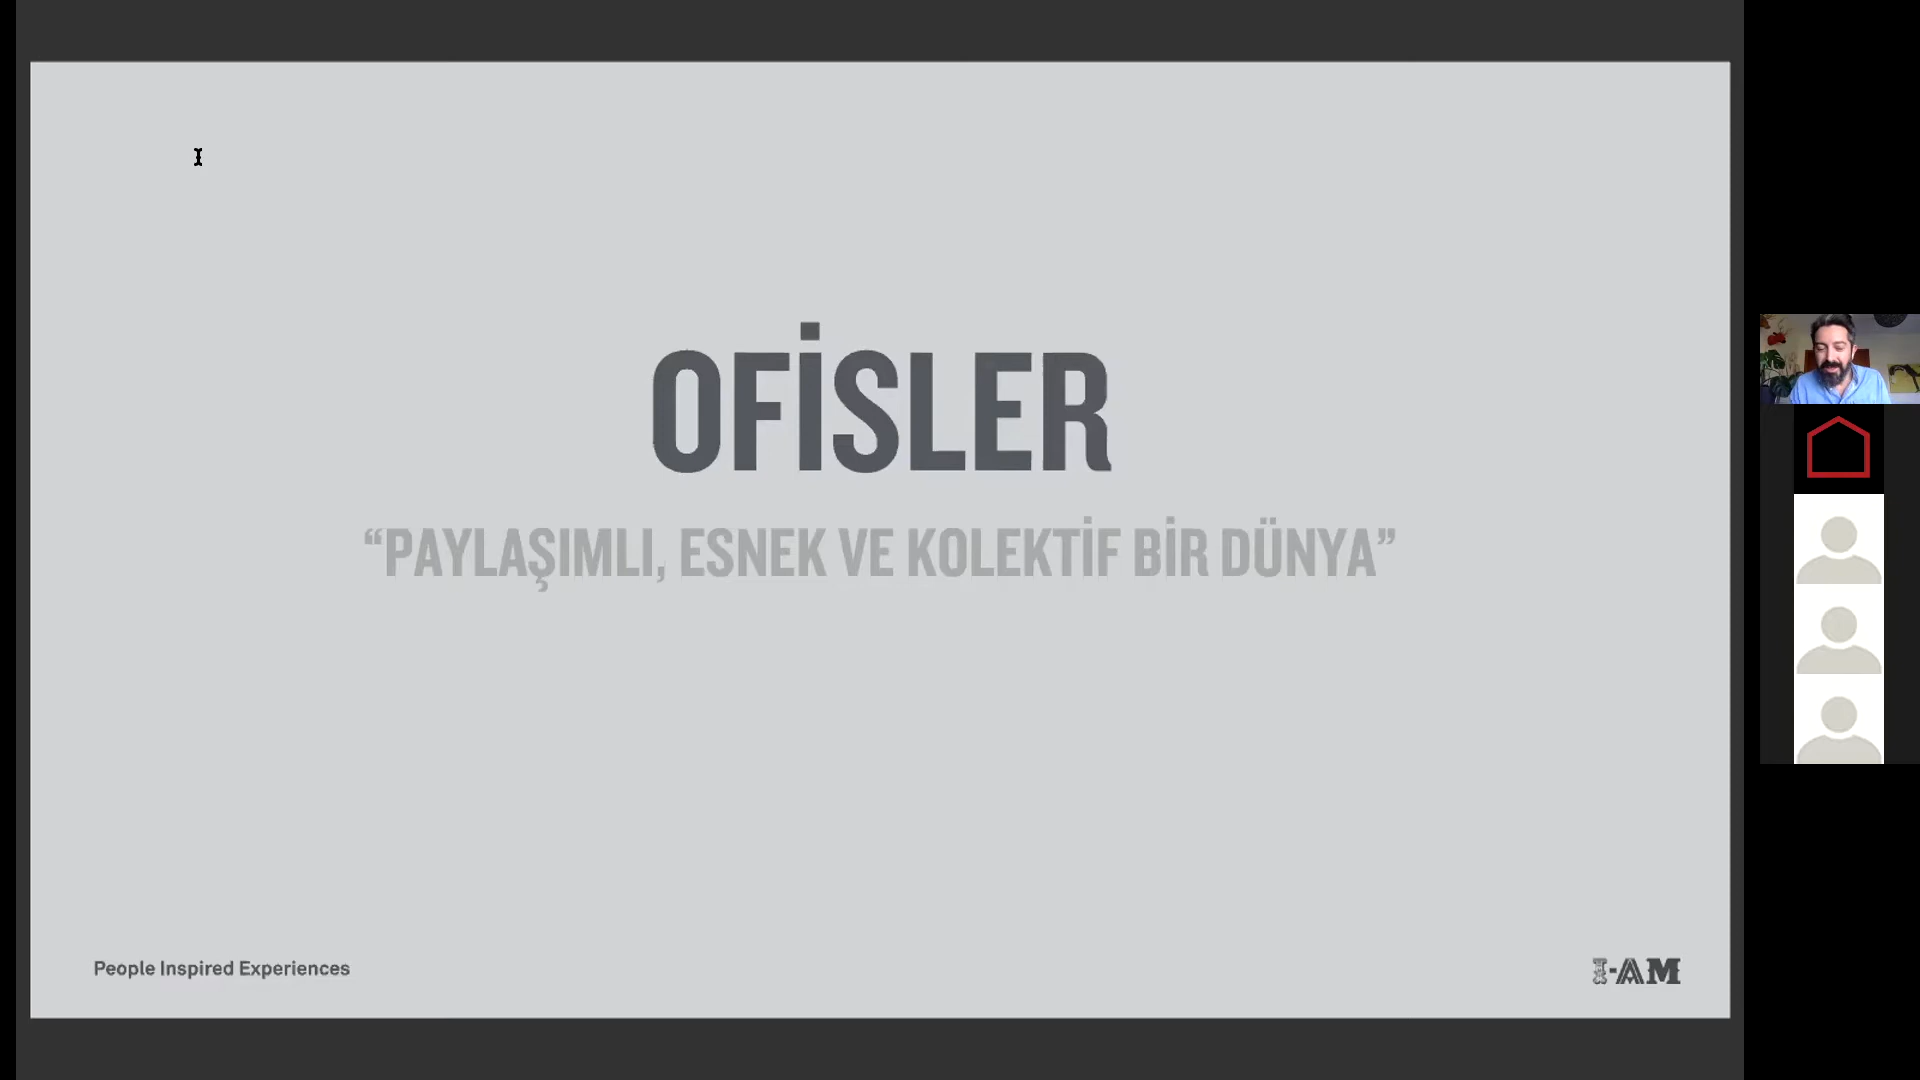 OFİSLER
“PAYLAŞIMLI, ESNEK VE KOLEKTİF BİR DÜNYA”
People Inspired Experiences
I-AM